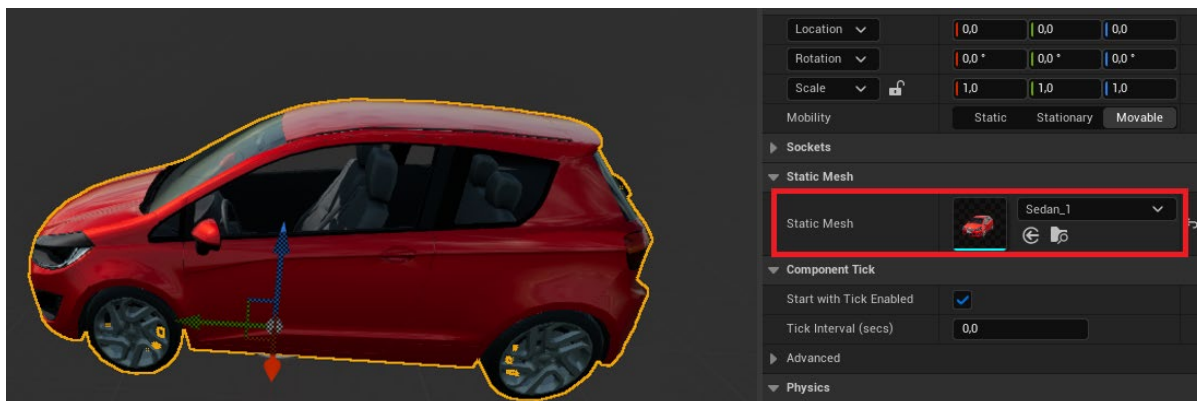 Location 0,0 0,0 0,0
Rotation 0,0 ° 0,0 ° 0,0 °
Scale 1,0 1,0 1,0
Mobility Static Stationary Movable
Sockets
Static Mesh
Static Mesh Sedan_1
Component Tick
Start with Tick Enabled
Tick Interval (secs) 0,0
Advanced
Physics